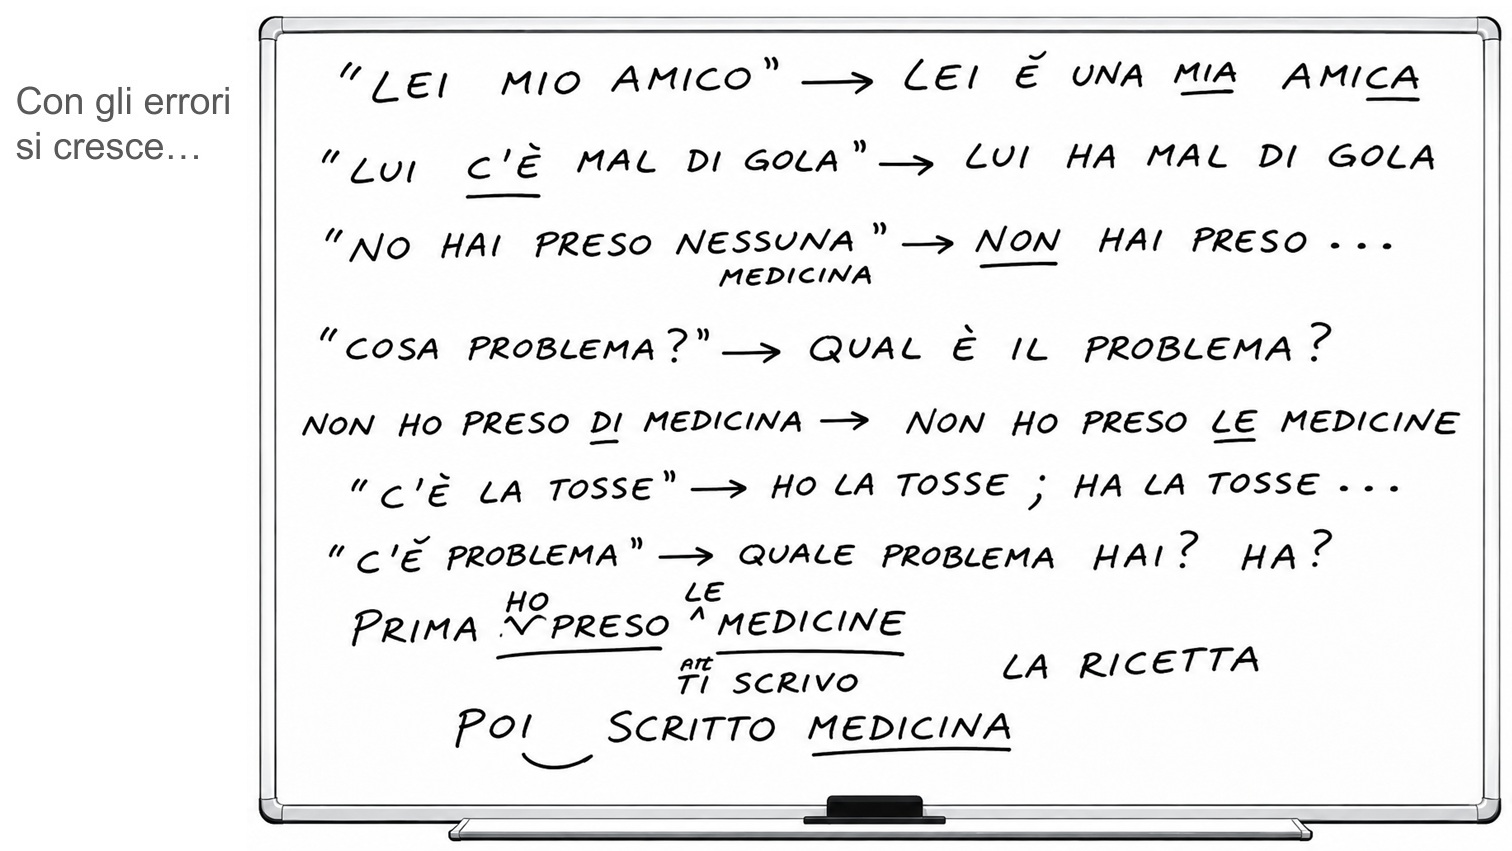 Con gli errori
si cresce...
"LEI MIO AMICO" → LEI Ĕ UNA MIA AMICA
"LUI C'È MAL DI GOLA" → LUI HA MAL DI GOLA
"NO HAI PRESO NESSUNA" → NON HAI PRESO ...
MEDICINA
"COSA PROBLEMA?" → QUAL È IL PROBLEMA?
NON HO PRESO DI MEDICINA → NON HO PRESO LE MEDICINE
"C'È LA TOSSE" → HO LA TOSSE ; HA LA TOSSE ...
"C'Ĕ PROBLEMA" → QUALE PROBLEMA HAI? HA?
HO LE
PRIMA PRESO ^ MEDICINE
TI SCRIVO LA RICETTA
POI SCRITTO MEDICINA